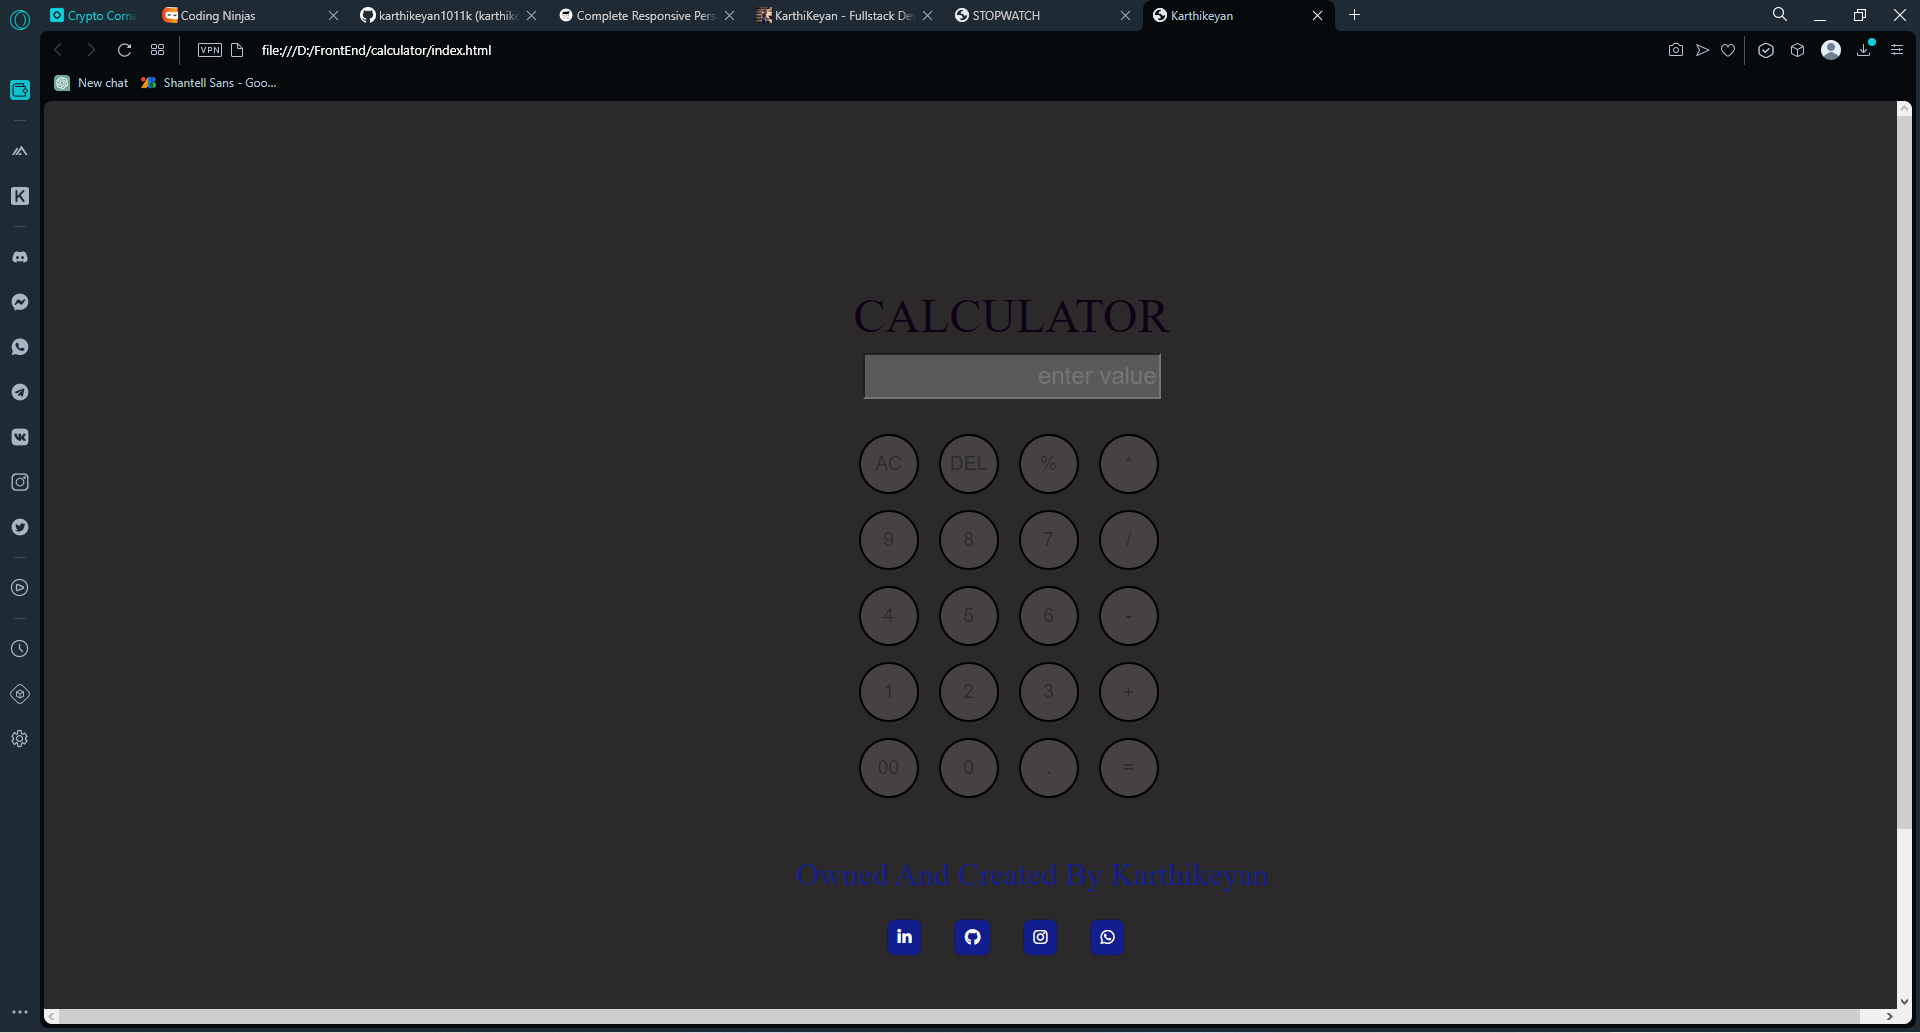 Crypto Corne
Coding Ninjas
karthikeyan1011k (karthike
Complete Responsive Pers
KarthiKeyan - Fullstack De
STOPWATCH
Karthikeyan
VPN
file:///D:/FrontEnd/calculator/index.html
New chat
Shantell Sans - Goo...
K
CALCULATOR
enter value
AC DEL % *
9 8 7 /
4 5 6 -
1 2 3 +
00 0 . =
Owned And Created By Karthikeyan
in